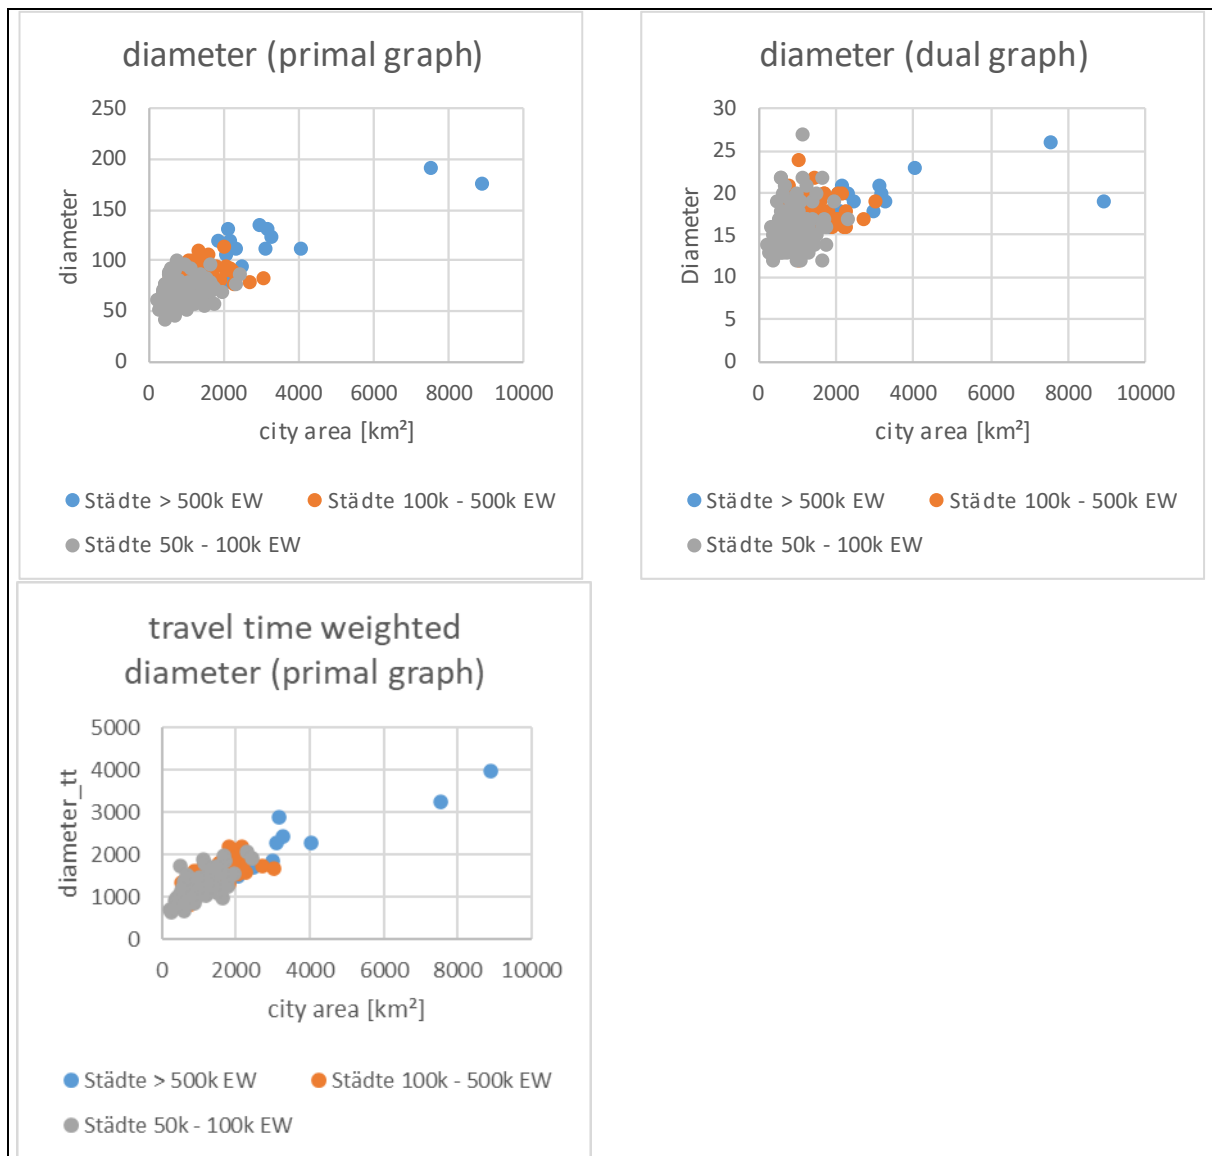 diameter (primal graph)
250
200
150
100
50
0
diameter
0 2000 4000 6000 8000 10000
city area [km²]
Städte > 500k EW Städte 100k - 500k EW
Städte 50k - 100k EW
diameter (dual graph)
30
25
20
15
10
5
0
Diameter
0 2000 4000 6000 8000 10000
city area [km²]
Städte > 500k EW Städte 100k - 500k EW
Städte 50k - 100k EW
travel time weighted
diameter (primal graph)
5000
4000
3000
2000
1000
0
diameter_tt
0 2000 4000 6000 8000 10000
city area [km²]
Städte > 500k EW Städte 100k - 500k EW
Städte 50k - 100k EW